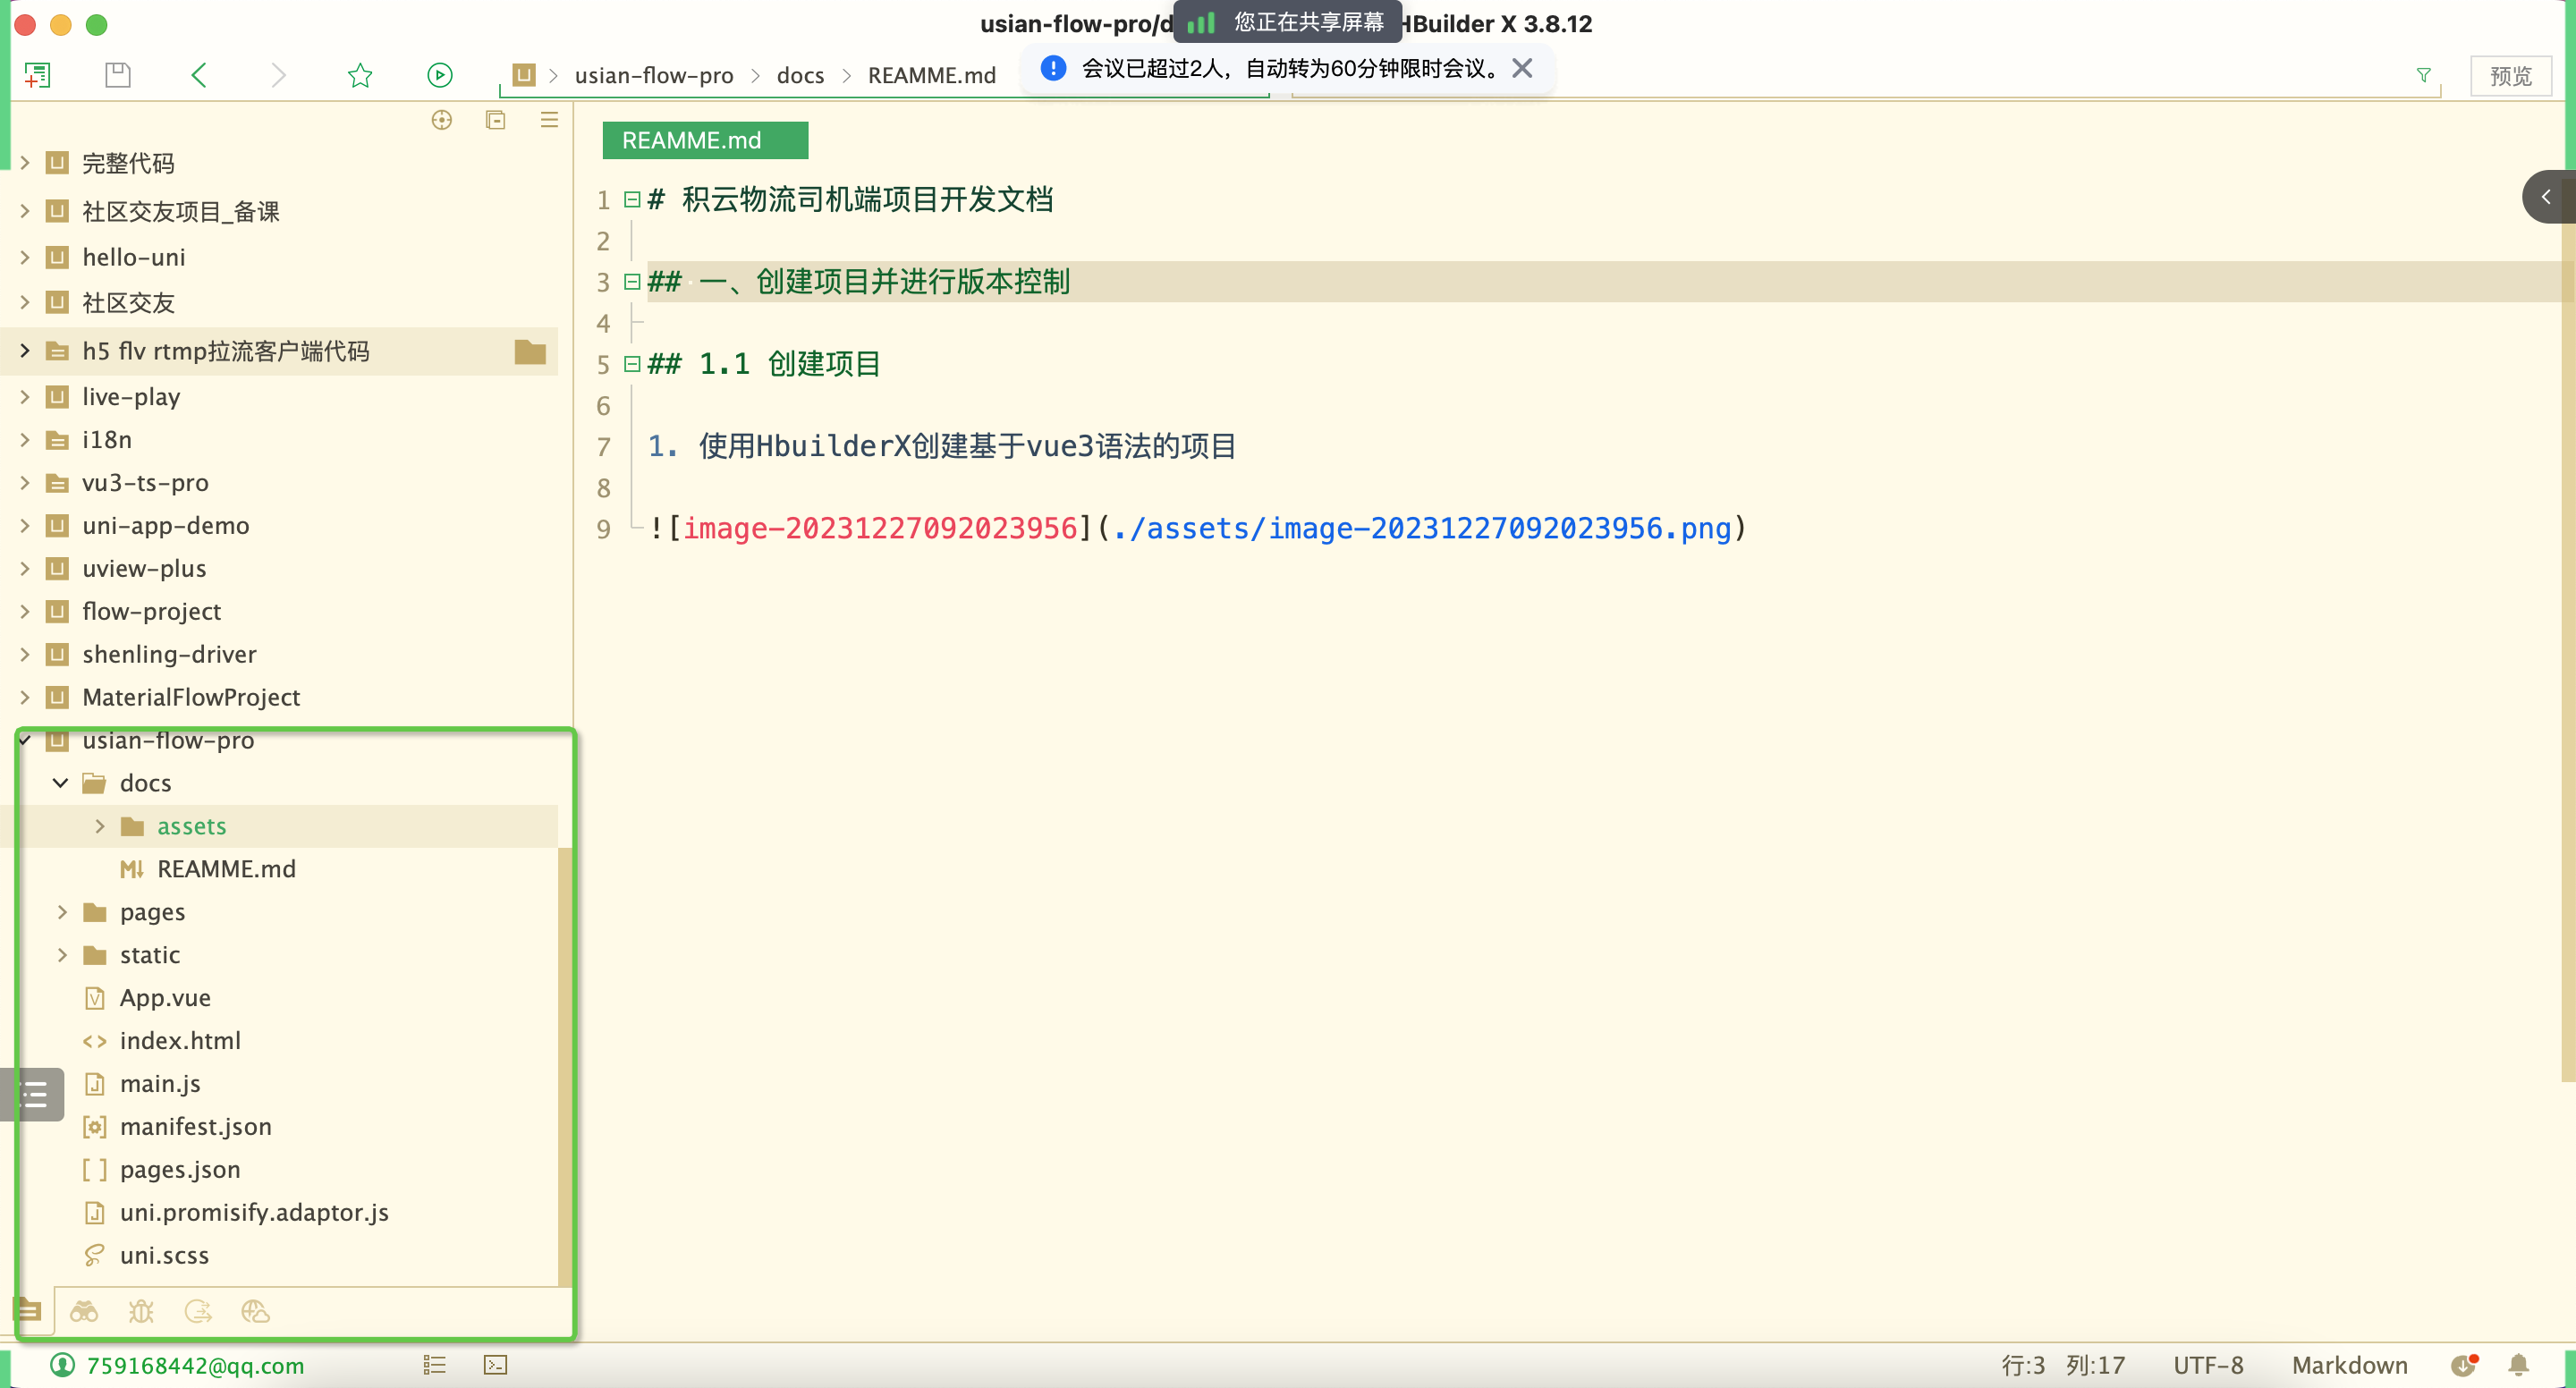 usian-flow-pro/d
您正在共享屏幕
HBuilder X 3.8.12
usian-flow-pro
docs
REAMME.md
会议已超过2人，自动转为60分钟限时会议。
预览
完整代码
社区交友项目_备课
hello-uni
社区交友
h5 flv rtmp拉流客户端代码
live-play
i18n
vu3-ts-pro
uni-app-demo
uview-plus
flow-project
shenling-driver
MaterialFlowProject
usian-flow-pro
docs
assets
REAMME.md
pages
static
App.vue
index.html
main.js
manifest.json
pages.json
uni.promisify.adaptor.js
uni.scss
REAMME.md
1 # 积云物流司机端项目开发文档
2
3 ## 一、创建项目并进行版本控制
4
5 ## 1.1 创建项目
6
7 1. 使用HbuilderX创建基于vue3语法的项目
8
9 ![image-20231227092023956](./assets/image-20231227092023956.png)
759168442@qq.com
行:3 列:17 UTF-8 Markdown